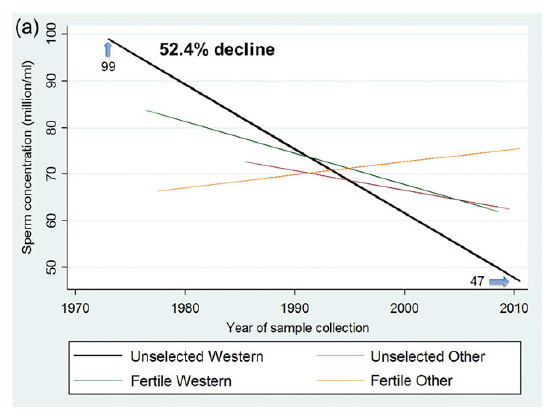 (a)
52.4% decline
99
47
Sperm concentration (million/ml)
100
90
80
70
60
50
1970
1980
1990
2000
2010
Year of sample collection
Unselected Western
Unselected Other
Fertile Western
Fertile Other